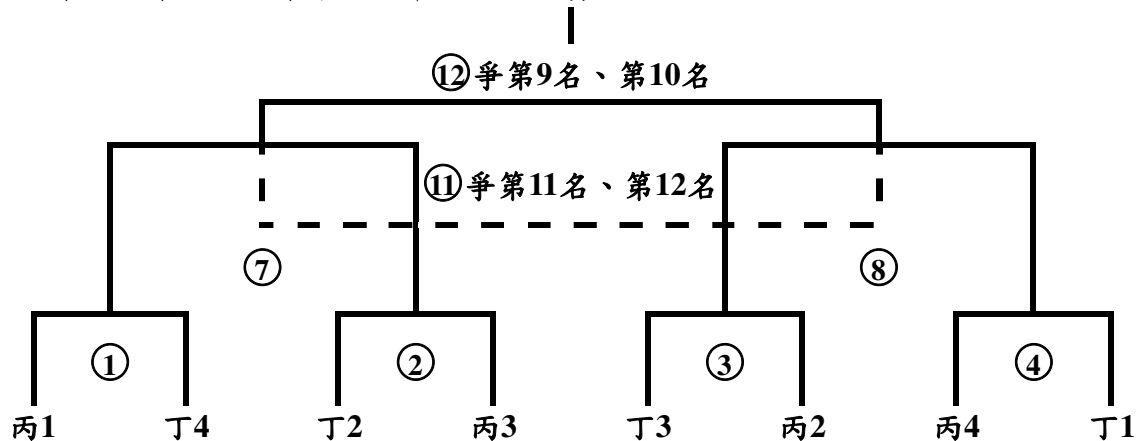 ⑫爭第9名、第10名
⑪爭第11名、第12名
⑦ ⑧
① ② ③ ④
丙1 丁4 丁2 丙3 丁3 丙2 丙4 丁1